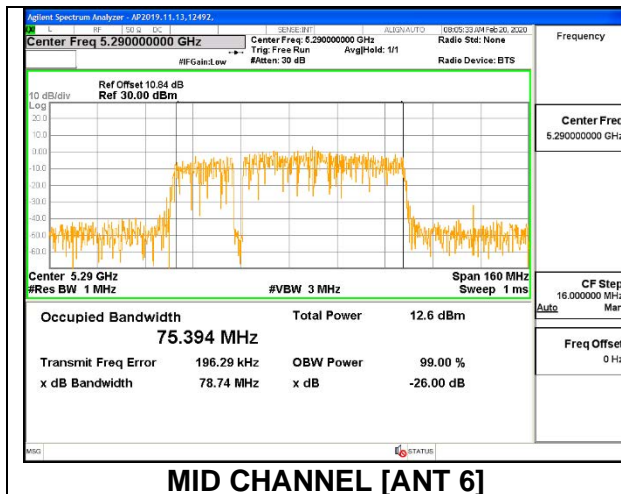 Agilent Spectrum Analyzer - AP2019.11.13,12492,
L RF 50 Ω DC SENSE:INT ALIGNAUTO 08:05:33 AM Feb 20, 2020
Center Freq 5.290000000 GHz
Center Freq: 5.290000000 GHz
Radio Std: None
Trig: Free Run Avg|Hold: 1/1
#IFGain:Low #Atten: 30 dB Radio Device: BTS
Ref Offset 10.84 dB
10 dB/div Ref 30.00 dBm
Log
20.0
10.0
0.00
-10.0
-20.0
-30.0
-40.0
-50.0
-60.0
Center 5.29 GHz Span 160 MHz
#Res BW 1 MHz #VBW 3 MHz Sweep 1 ms
Occupied Bandwidth Total Power 12.6 dBm
75.394 MHz
Transmit Freq Error 196.29 kHz OBW Power 99.00 %
x dB Bandwidth 78.74 MHz x dB -26.00 dB
MSG STATUS
Frequency
Center Freq
5.290000000 GHz
CF Step
16.000000 MHz
Auto Man
Freq Offset
0 Hz
MID CHANNEL [ANT 6]